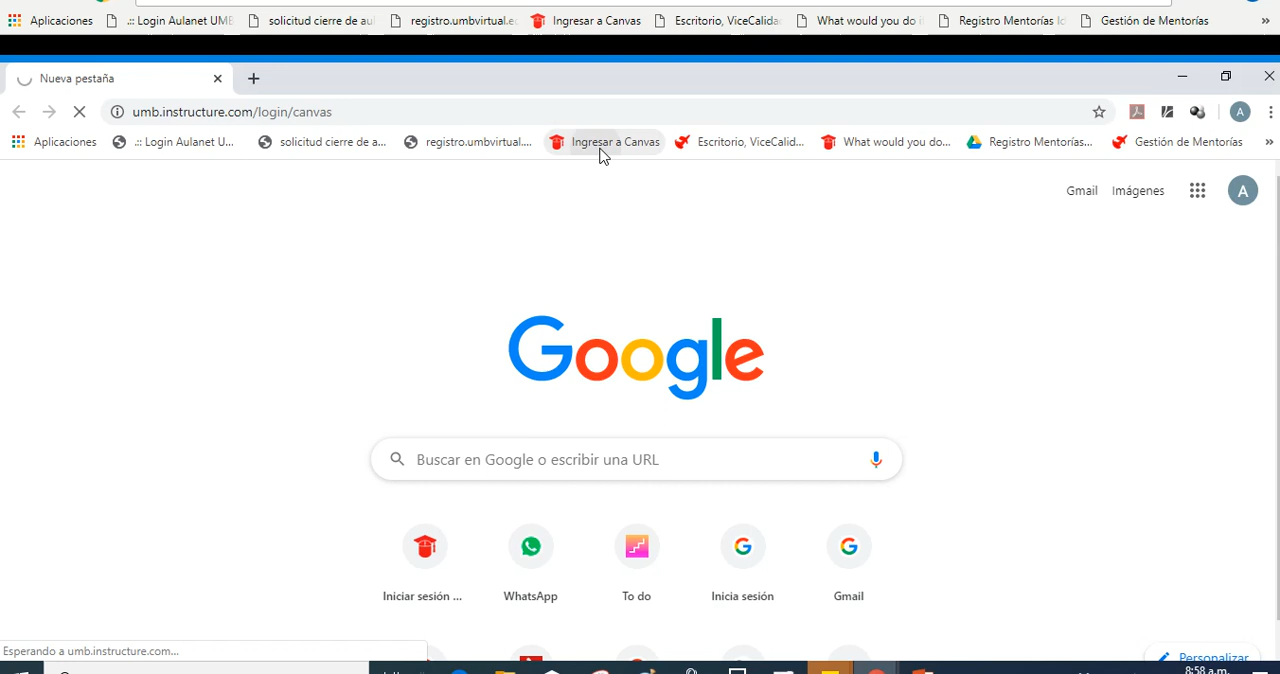 Aplicaciones .:: Login Aulanet UMB solicitud cierre de au registro.umbvirtual.e Ingresar a Canvas Escritorio, ViceCalida What would you do i Registro Mentorías Gestión de Mentorías »
Nueva pestaña
umb.instructure.com/login/canvas A
Aplicaciones .:: Login Aulanet U... solicitud cierre de a... registro.umbvirtual.... Ingresar a Canvas Escritorio, ViceCalid... What would you do... Registro Mentorías... Gestión de Mentorías »
Gmail Imágenes A
Google
Buscar en Google o escribir una URL
Iniciar sesión ... WhatsApp To do Inicia sesión Gmail
Esperando a umb.instructure.com...
Personalizar
8:58 a.m.